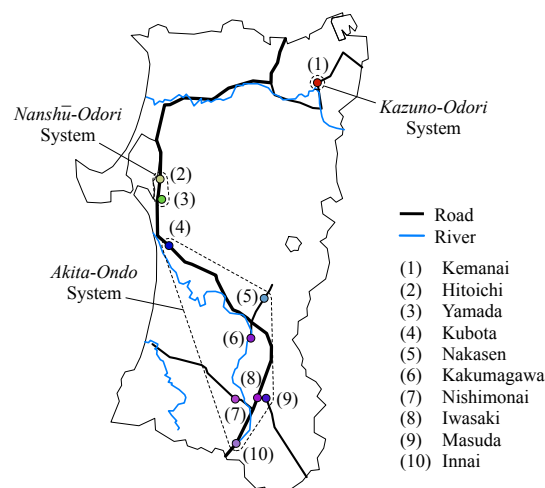 (1)
Kazuno-Odori
System
Nanshū-Odori
System
(2)
(3)
(4)
Akita-Ondo
System
(5)
(6)
(7)
(8)
(9)
(10)
Road
River
(1) Kemanai
(2) Hitoichi
(3) Yamada
(4) Kubota
(5) Nakasen
(6) Kakumagawa
(7) Nishimonai
(8) Iwasaki
(9) Masuda
(10) Innai